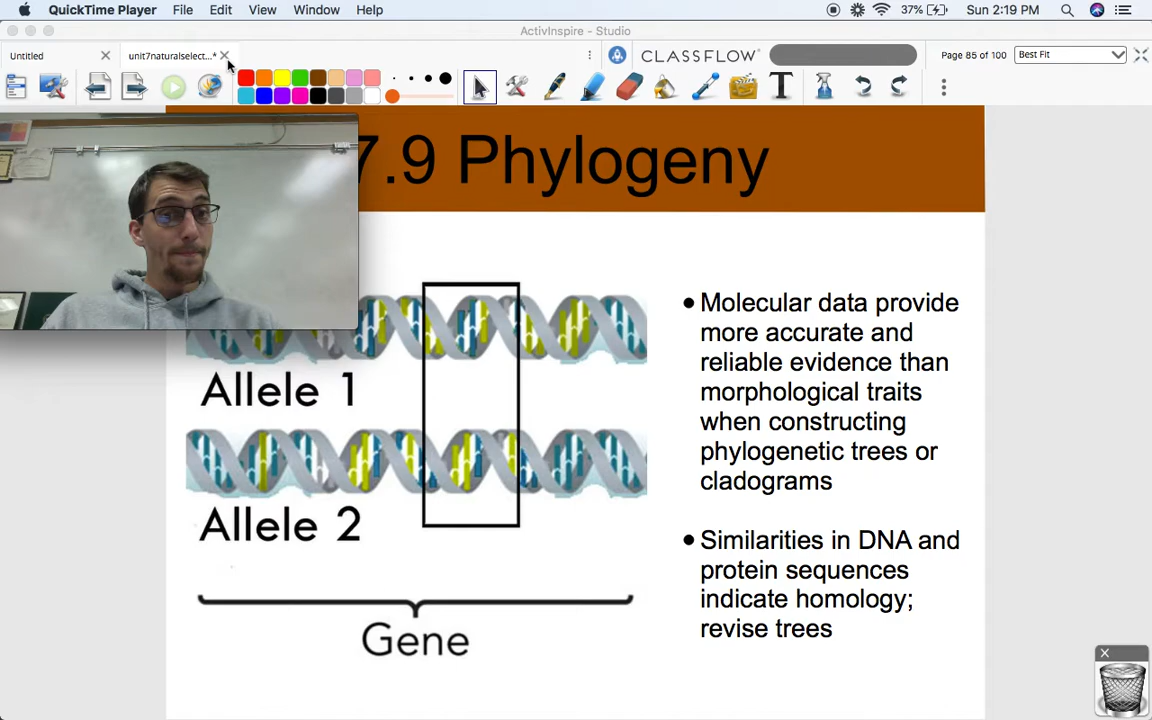 QuickTime Player File Edit View Window Help 37% Sun 2:19 PM
ActivInspire - Studio
Untitled unit7naturalselect...* CLASSFLOW Page 85 of 100 Best Fit
7.9 Phylogeny
Allele 1
Allele 2
Gene
• Molecular data provide
more accurate and
reliable evidence than
morphological traits
when constructing
phylogenetic trees or
cladograms
• Similarities in DNA and
protein sequences
indicate homology;
revise trees